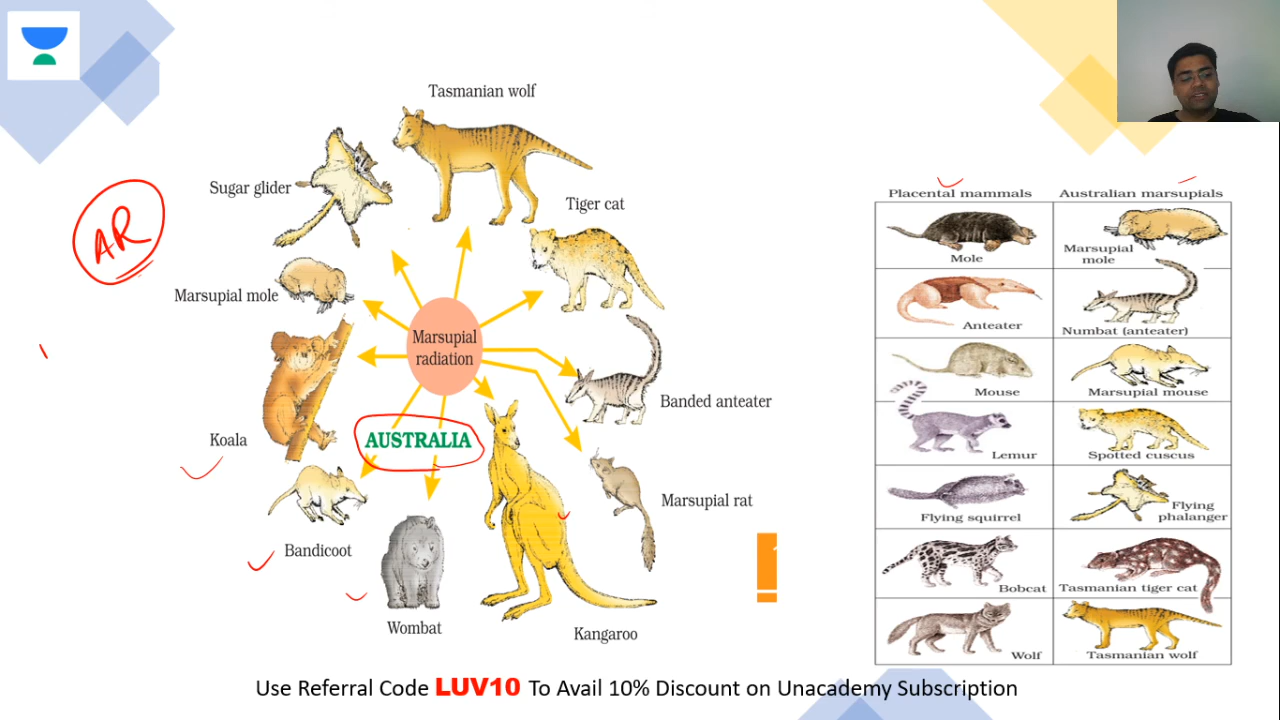 Tasmanian wolf
Sugar glider
Tiger cat
AR
Marsupial mole
Marsupial
radiation
Banded anteater
AUSTRALIA
Koala
Marsupial rat
Bandicoot
Wombat
Kangaroo
Placental mammals
Australian marsupials
Mole
Marsupial
mole
Anteater
Numbat (anteater)
Mouse
Marsupial mouse
Lemur
Spotted cuscus
Flying squirrel
Flying
phalanger
Bobcat
Tasmanian tiger cat
Wolf
Tasmanian wolf
Use Referral Code LUV10 To Avail 10% Discount on Unacademy Subscription